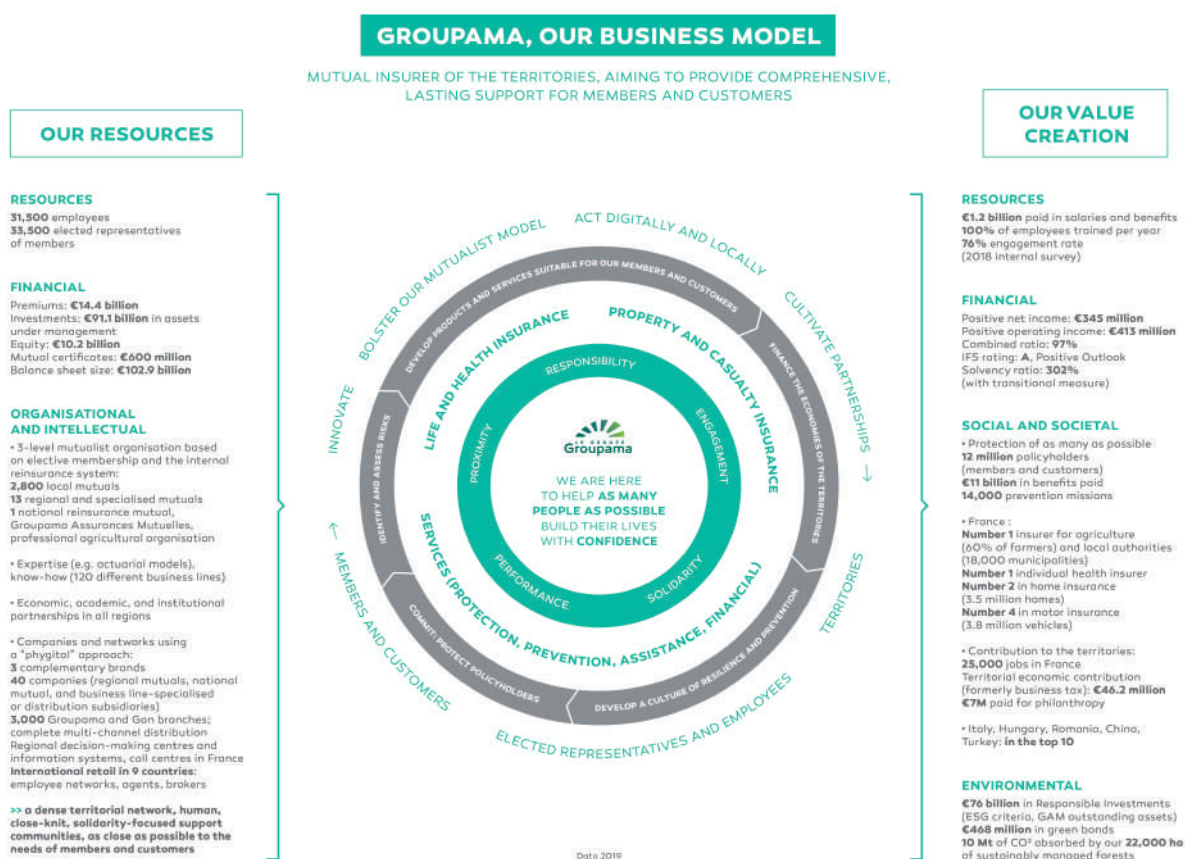 GROUPAMA, OUR BUSINESS MODEL
MUTUAL INSURER OF THE TERRITORIES, AIMING TO PROVIDE COMPREHENSIVE,
LASTING SUPPORT FOR MEMBERS AND CUSTOMERS
OUR RESOURCES
RESOURCES
31,500 employees
33,500 elected representatives
of members
FINANCIAL
Premiums: €14.4 billion
Investments: €91.1 billion in assets
under management
Equity: €10.2 billion
Mutual certificates: €600 million
Balance sheet size: €102.9 billion
ORGANISATIONAL
AND INTELLECTUAL
• 3-level mutualist organisation based
on elective membership and the internal
reinsurance system:
2,800 local mutuals
13 regional and specialised mutuals
1 national reinsurance mutual,
Groupama Assurances Mutuelles,
professional agricultural organisation
• Expertise (e.g. actuarial models),
know-how (120 different business lines)
• Economic, academic, and institutional
partnerships in all regions
• Companies and networks using
a "phygital" approach:
3 complementary brands
40 companies (regional mutuals, national
mutual, and business line-specialised
or distribution subsidiaries)
3,000 Groupama and Gan branches;
complete multi-channel distribution
Regional decision-making centres and
information systems, call centres in France
International retail in 9 countries:
employee networks, agents, brokers
>> a dense territorial network, human,
close-knit, solidarity-focused support
communities, as close as possible to the
needs of members and customers
INNOVATE
BOLSTER OUR MUTUALIST MODEL
ACT DIGITALLY AND LOCALLY
CULTIVATE PARTNERSHIPS →
→ MEMBERS AND CUSTOMERS
ELECTED REPRESENTATIVES AND EMPLOYEES
TERRITORIES
IDENTIFY AND ASSESS RISKS
DEVELOP PRODUCTS AND SERVICES SUITABLE FOR OUR MEMBERS AND CUSTOMERS
FINANCE THE ECONOMIES OF THE TERRITORIES
DEVELOP A CULTURE OF RESILIENCE AND PREVENTION
COMMIT: PROTECT POLICYHOLDERS
LIFE AND HEALTH INSURANCE
PROPERTY AND CASUALTY INSURANCE
SERVICES (PROTECTION, PREVENTION, ASSISTANCE, FINANCIAL)
PROXIMITY
RESPONSIBILITY
ENGAGEMENT
SOLIDARITY
PERFORMANCE
LE GROUPE
Groupama
WE ARE HERE
TO HELP AS MANY
PEOPLE AS POSSIBLE
BUILD THEIR LIVES
WITH CONFIDENCE
Data 2019
OUR VALUE
CREATION
RESOURCES
€1.2 billion paid in salaries and benefits
100% of employees trained per year
76% engagement rate
(2018 internal survey)
FINANCIAL
Positive net income: €345 million
Positive operating income: €413 million
Combined ratio: 97%
IFS rating: A, Positive Outlook
Solvency ratio: 302%
(with transitional measure)
SOCIAL AND SOCIETAL
• Protection of as many as possible
12 million policyholders
(members and customers)
€11 billion in benefits paid
14,000 prevention missions
• France :
Number 1 insurer for agriculture
(60% of farmers) and local authorities
(18,000 municipalities)
Number 1 individual health insurer
Number 2 in home insurance
(3.5 million homes)
Number 4 in motor insurance
(3.8 million vehicles)
• Contribution to the territories:
25,000 jobs in France
Territorial economic contribution
(formerly business tax): €46.2 million
€7M paid for philanthropy
• Italy, Hungary, Romania, China,
Turkey: in the top 10
ENVIRONMENTAL
€76 billion in Responsible Investments
(ESG criteria, GAM outstanding assets)
€468 million in green bonds
10 Mt of CO² absorbed by our 22,000 ha
of sustainably managed forests